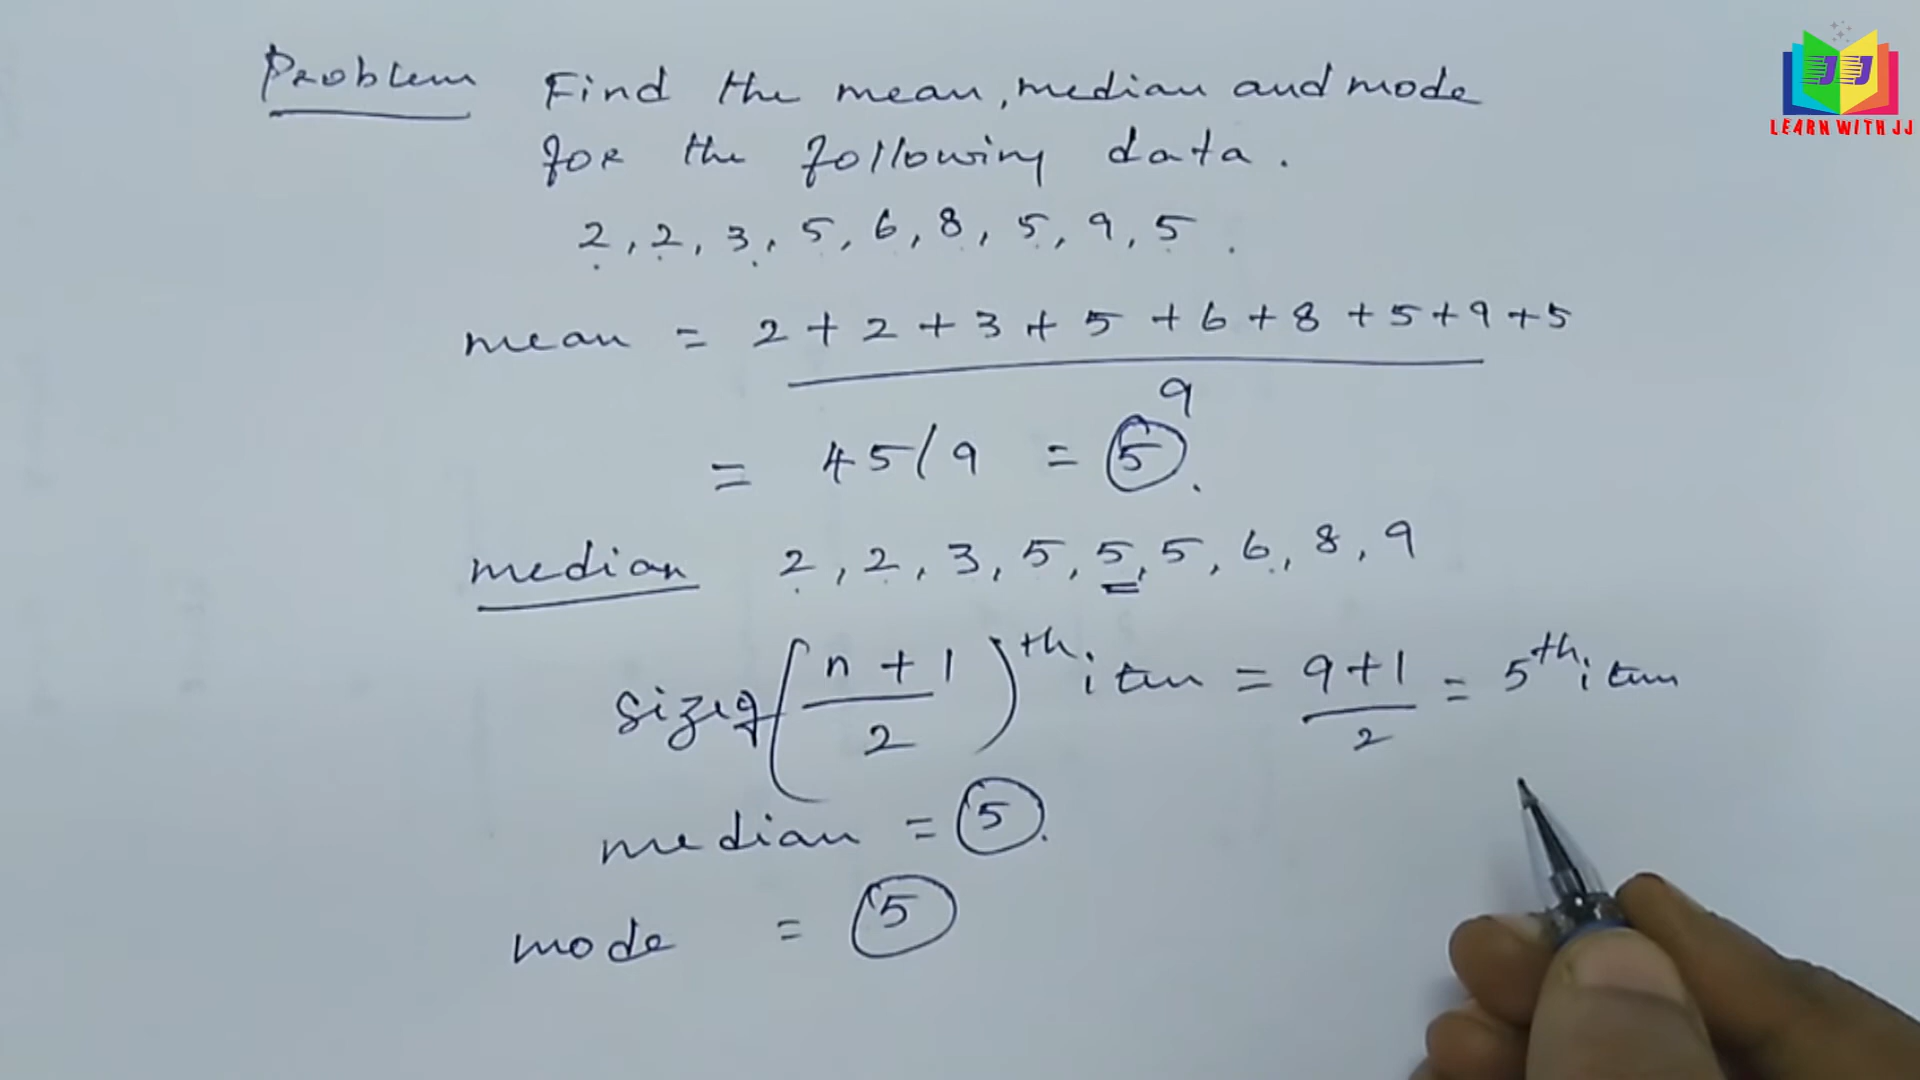 Problem Find the mean, median and mode
for the following data.
2, 2, 3, 5, 6, 8, 5, 9, 5.
mean = 2 + 2 + 3 + 5 + 6 + 8 + 5 + 9 + 5
9
= 45/9 = 5.
median 2, 2, 3, 5, 5, 5, 6, 8, 9
size of (n + 1 / 2)th item = 9+1 / 2 = 5th item
median = 5.
mode = 5
JJ
LEARN WITH JJ